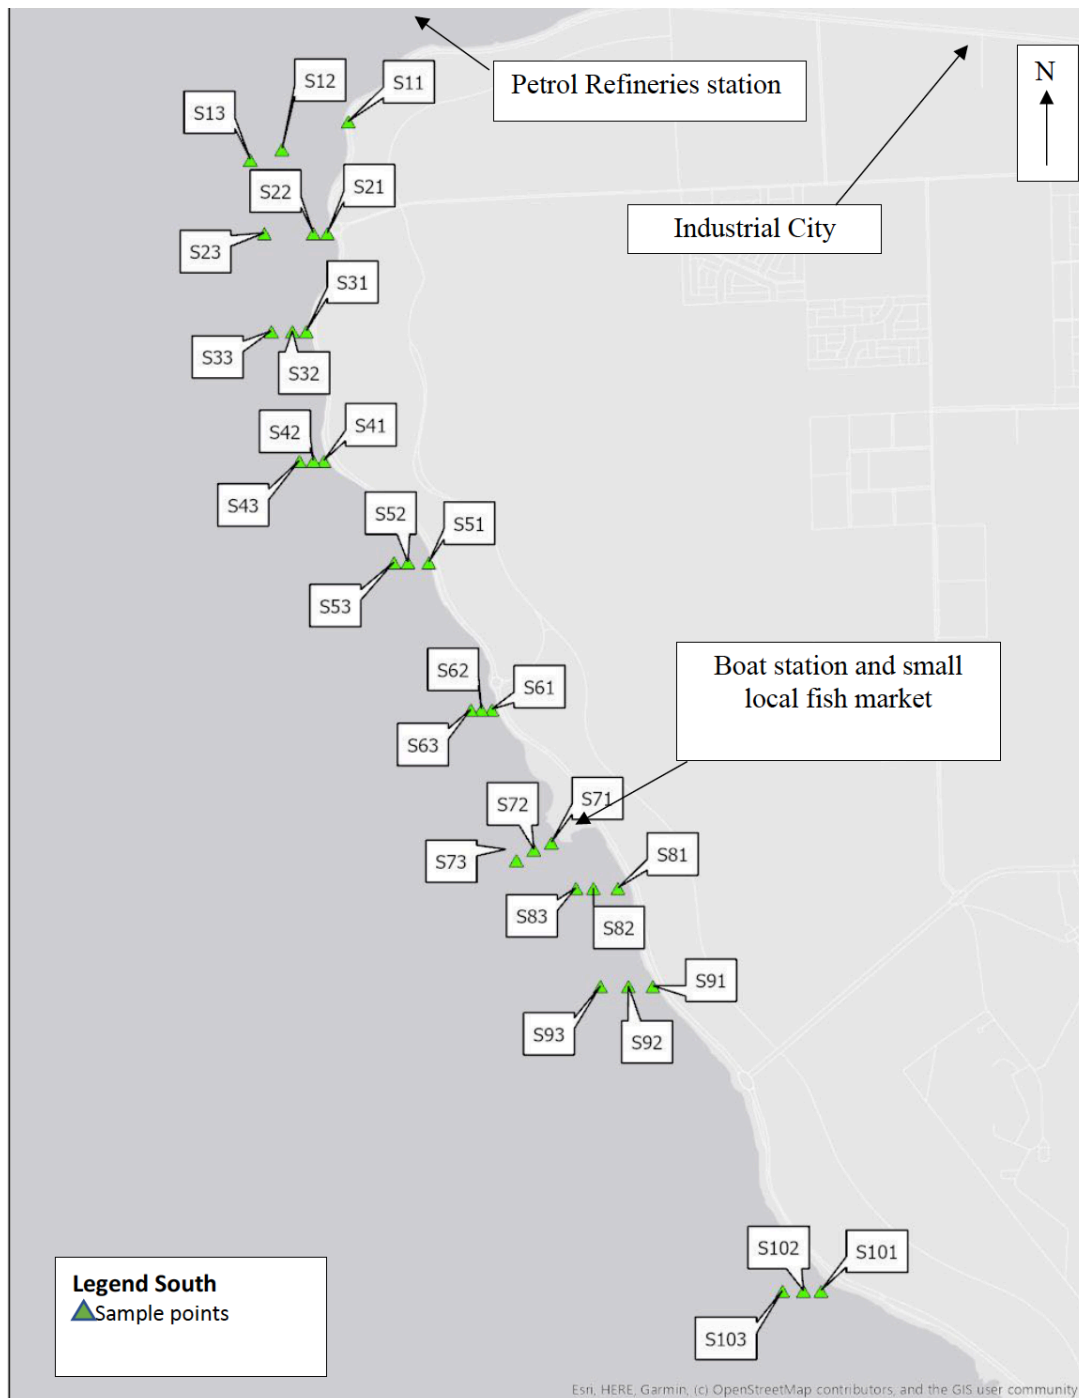 S12
S11
Petrol Refineries station
N
S13
S22
S21
Industrial City
S23
S31
S33
S32
S42
S41
S43
S52
S51
S53
Boat station and small
local fish market
S62
S61
S63
S72
S71
S73
S81
S83
S82
S91
S93
S92
S102
S101
S103
Legend South
Sample points
Esri, HERE, Garmin, (c) OpenStreetMap contributors, and the GIS user community